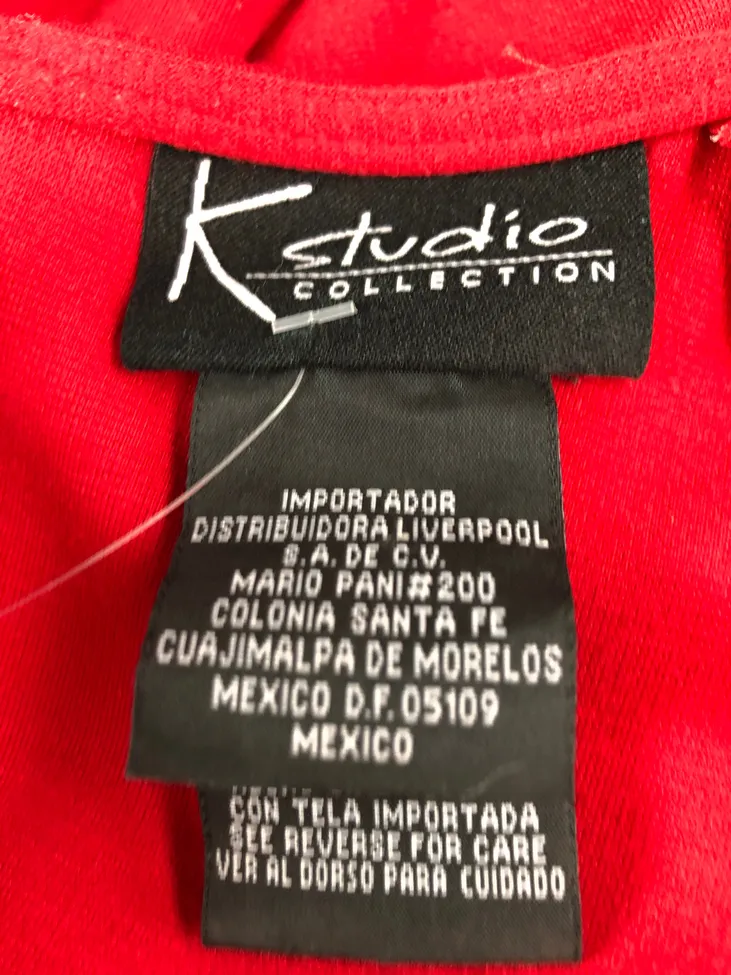 K studio
COLLECTION
IMPORTADOR
DISTRIBUIDORA LIVERPOOL
S.A. DE C.V.
MARIO PANI#200
COLONIA SANTA FE
CUAJIMALPA DE MORELOS
MEXICO D.F. 05109
MEXICO
CON TELA IMPORTADA
SEE REVERSE FOR CARE
VER AL DORSO PARA CUIDADO